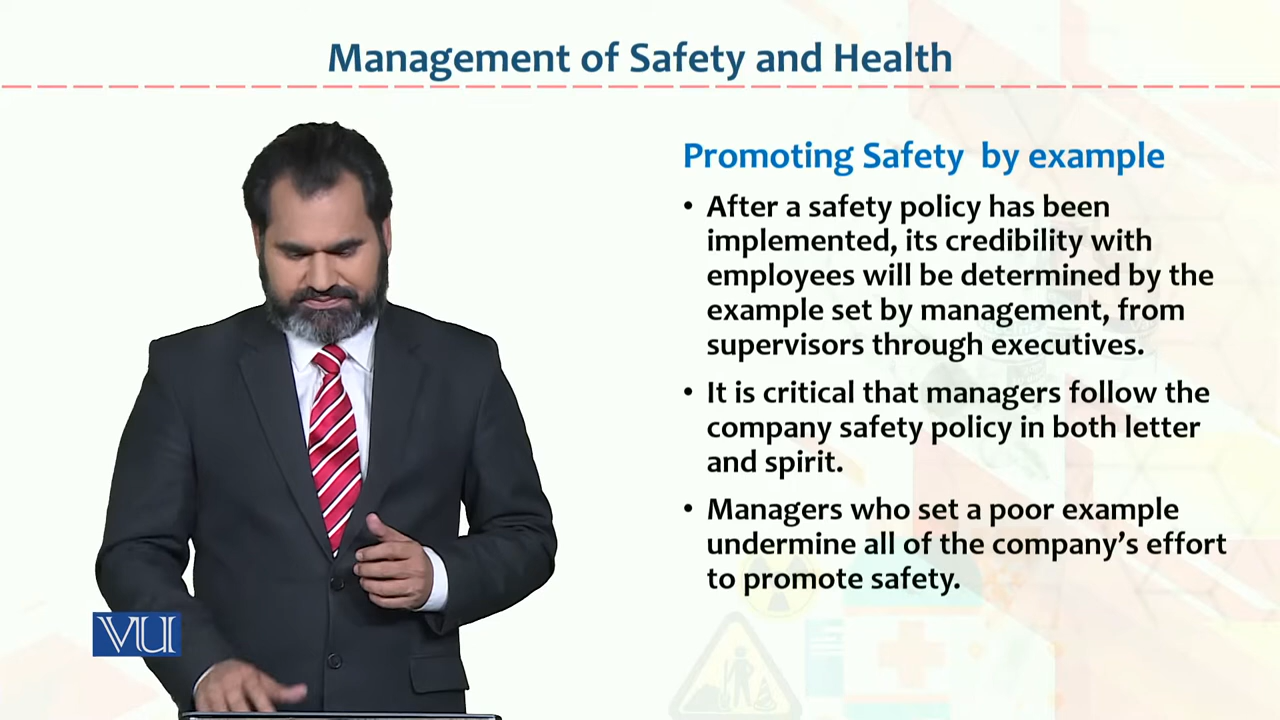 Management of Safety and Health
Promoting Safety by example
• After a safety policy has been
implemented, its credibility with
employees will be determined by the
example set by management, from
supervisors through executives.
• It is critical that managers follow the
company safety policy in both letter
and spirit.
• Managers who set a poor example
undermine all of the company’s effort
to promote safety.
VU